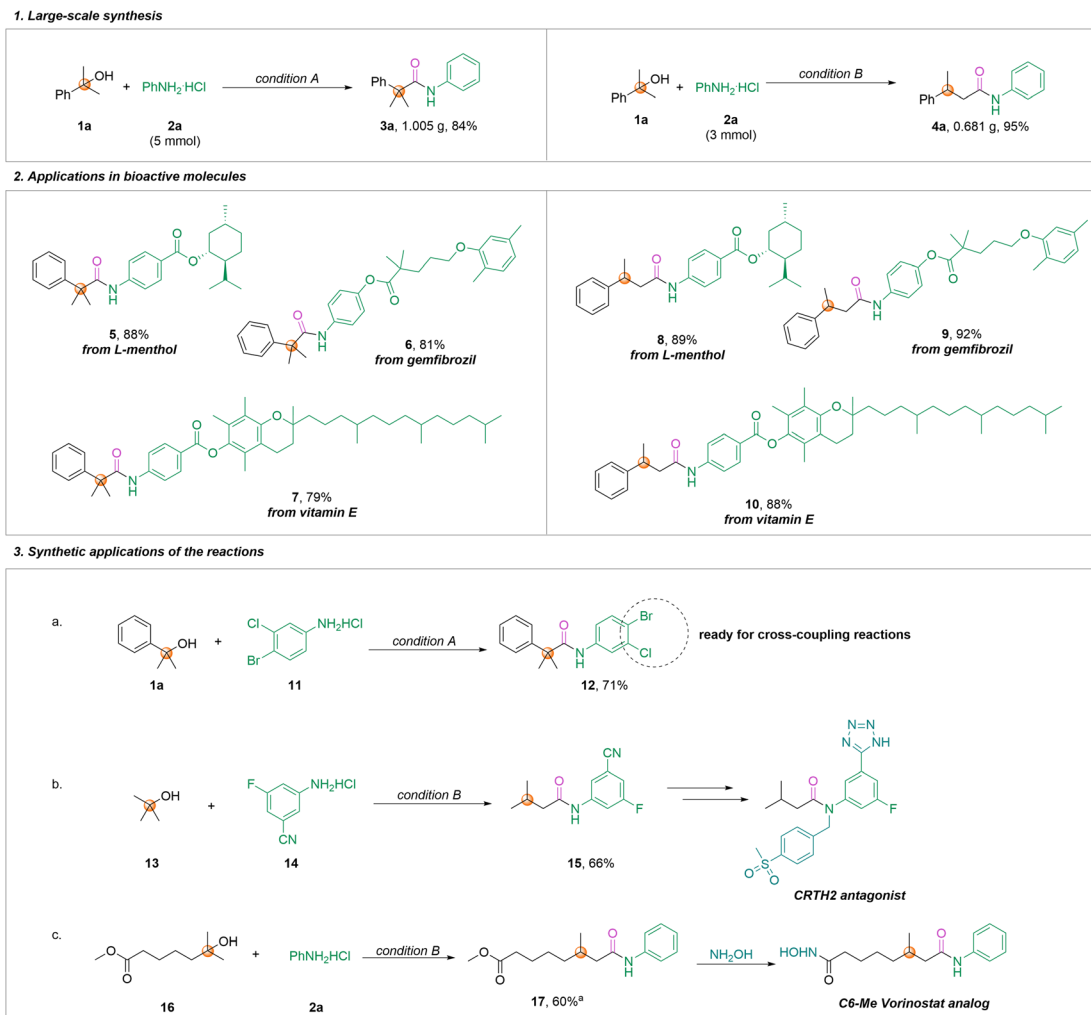 1. Large-scale synthesis
OH
Ph
1a
+
PhNH2·HCl
2a
(5 mmol)
condition A
O
Ph
N
H
3a, 1.005 g, 84%
OH
Ph
1a
+
PhNH2·HCl
2a
(3 mmol)
condition B
O
Ph
N
H
4a, 0.681 g, 95%
2. Applications in bioactive molecules
O
N
H
O
O
5, 88%
from L-menthol
O
N
H
O
O
O
6, 81%
from gemfibrozil
O
N
H
O
O
O
7, 79%
from vitamin E
O
N
H
O
O
8, 89%
from L-menthol
O
N
H
O
O
O
9, 92%
from gemfibrozil
O
N
H
O
O
O
10, 88%
from vitamin E
3. Synthetic applications of the reactions
a.
OH
1a
+
Cl
NH2HCl
Br
11
condition A
O
N
H
Br
Cl
12, 71%
ready for cross-coupling reactions
b.
OH
13
+
F
NH2HCl
CN
14
condition B
O
N
H
CN
F
15, 66%
N N
N NH
O
N
F
S
O
O
CRTH2 antagonist
c.
O
O
OH
16
+
PhNH2HCl
2a
condition B
O
O
O
N
H
17, 60%a
NH2OH
HOHN
O
O
N
H
C6-Me Vorinostat analog